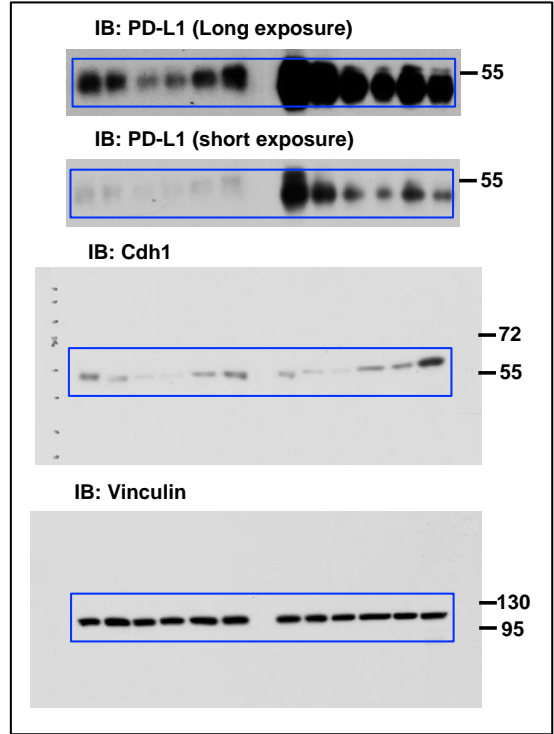 IB: PD-L1 (Long exposure)
55
IB: PD-L1 (short exposure)
55
IB: Cdh1
72
55
IB: Vinculin
130
95